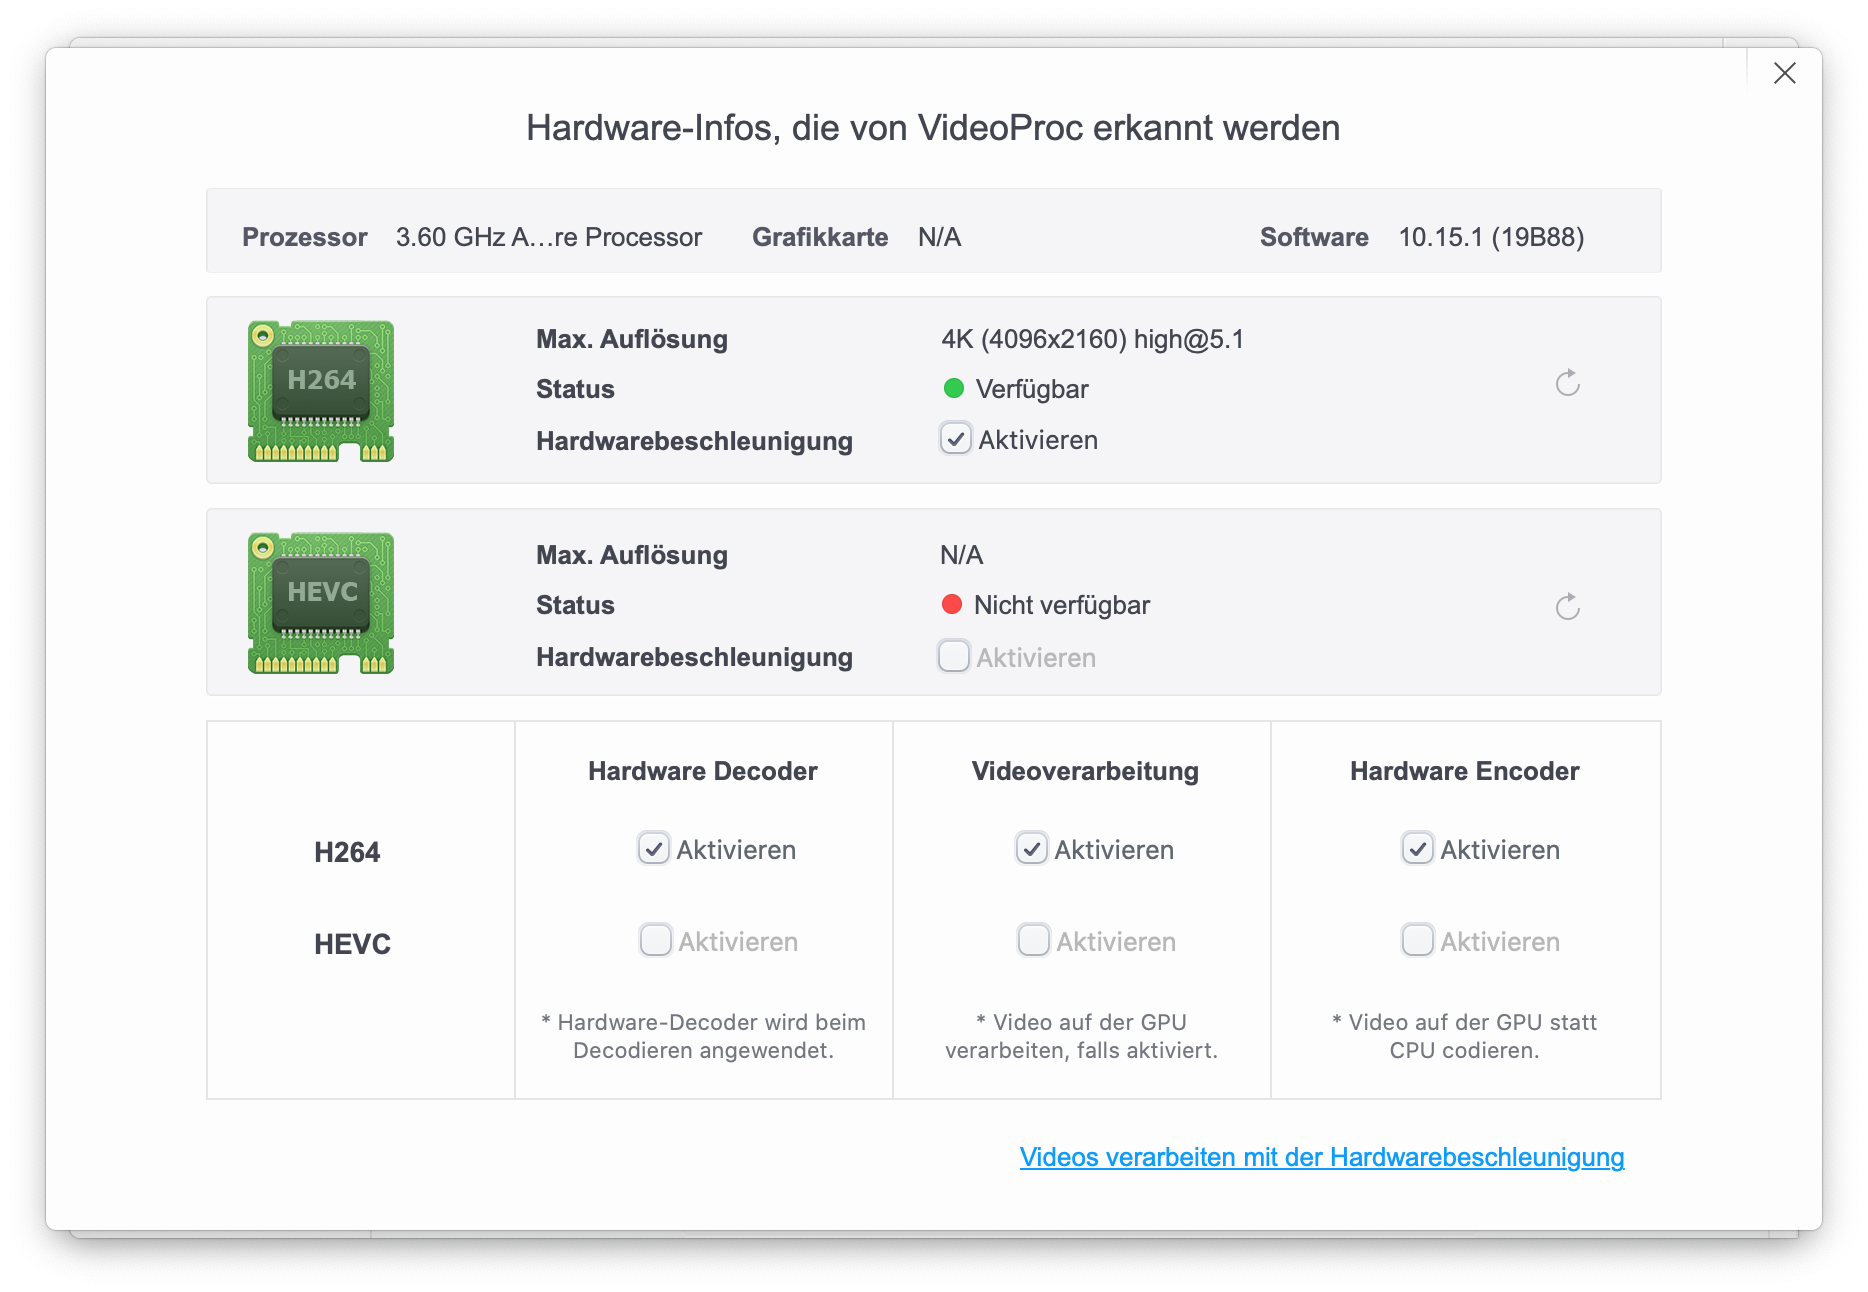 Hardware-Infos, die von VideoProc erkannt werden
Prozessor 3.60 GHz A...re Processor Grafikkarte N/A Software 10.15.1 (19B88)
H264
Max. Auflösung 4K (4096x2160) high@5.1
Status Verfügbar
Hardwarebeschleunigung Aktivieren
HEVC
Max. Auflösung N/A
Status Nicht verfügbar
Hardwarebeschleunigung Aktivieren
Hardware Decoder Videoverarbeitung Hardware Encoder
H264 Aktivieren Aktivieren Aktivieren
HEVC Aktivieren Aktivieren Aktivieren
* Hardware-Decoder wird beim
Decodieren angewendet.
* Video auf der GPU
verarbeiten, falls aktiviert.
* Video auf der GPU statt
CPU codieren.
Videos verarbeiten mit der Hardwarebeschleunigung